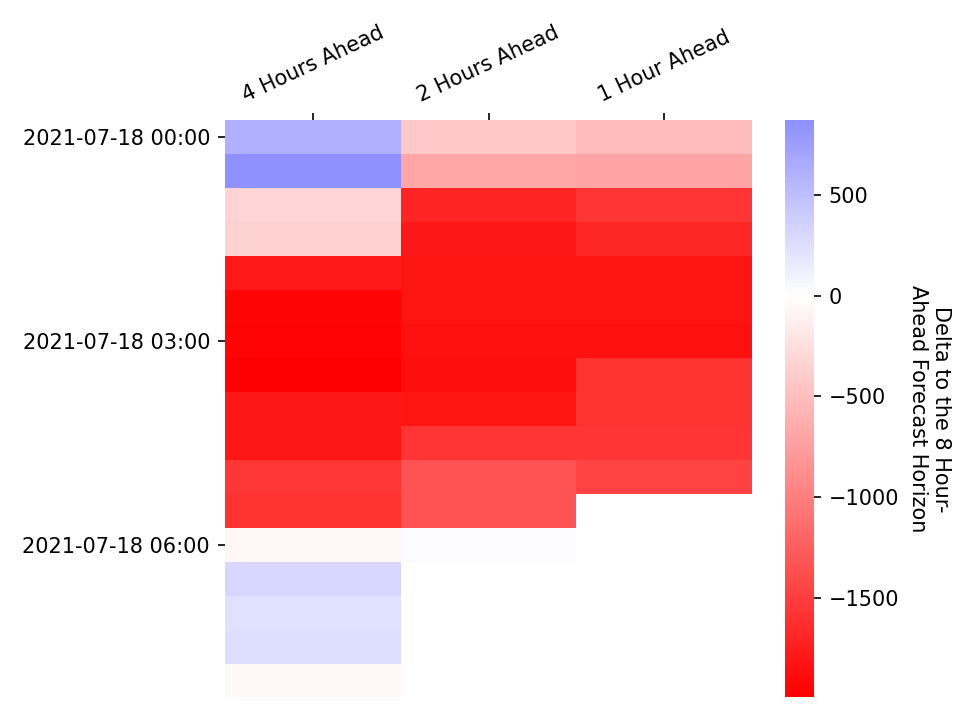 4 Hours Ahead
2 Hours Ahead
1 Hour Ahead
2021-07-18 00:00
2021-07-18 03:00
2021-07-18 06:00
500
0
−500
−1000
−1500
Delta to the 8 Hour-
Ahead Forecast Horizon